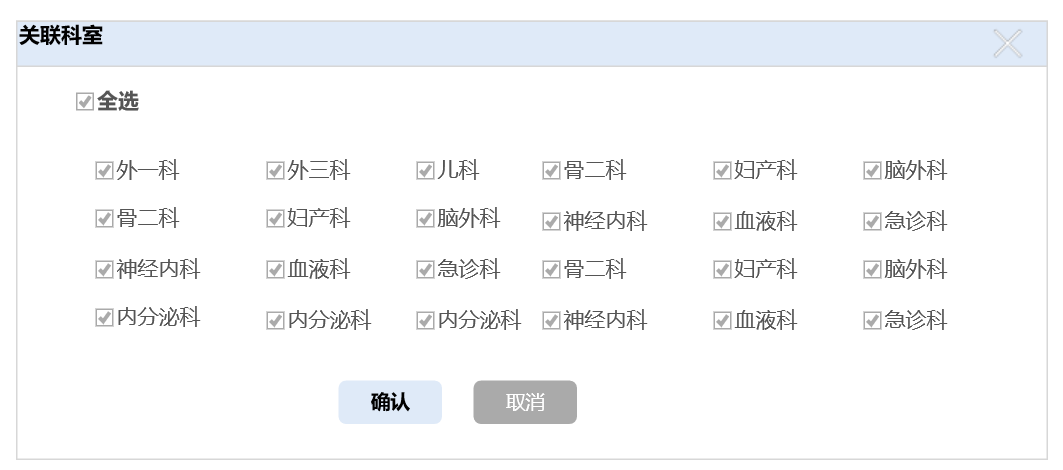 关联科室
全选
外一科 外三科 儿科 骨二科 妇产科 脑外科
骨二科 妇产科 脑外科 神经内科 血液科 急诊科
神经内科 血液科 急诊科 骨二科 妇产科 脑外科
内分泌科 内分泌科 内分泌科 神经内科 血液科 急诊科
确认 取消